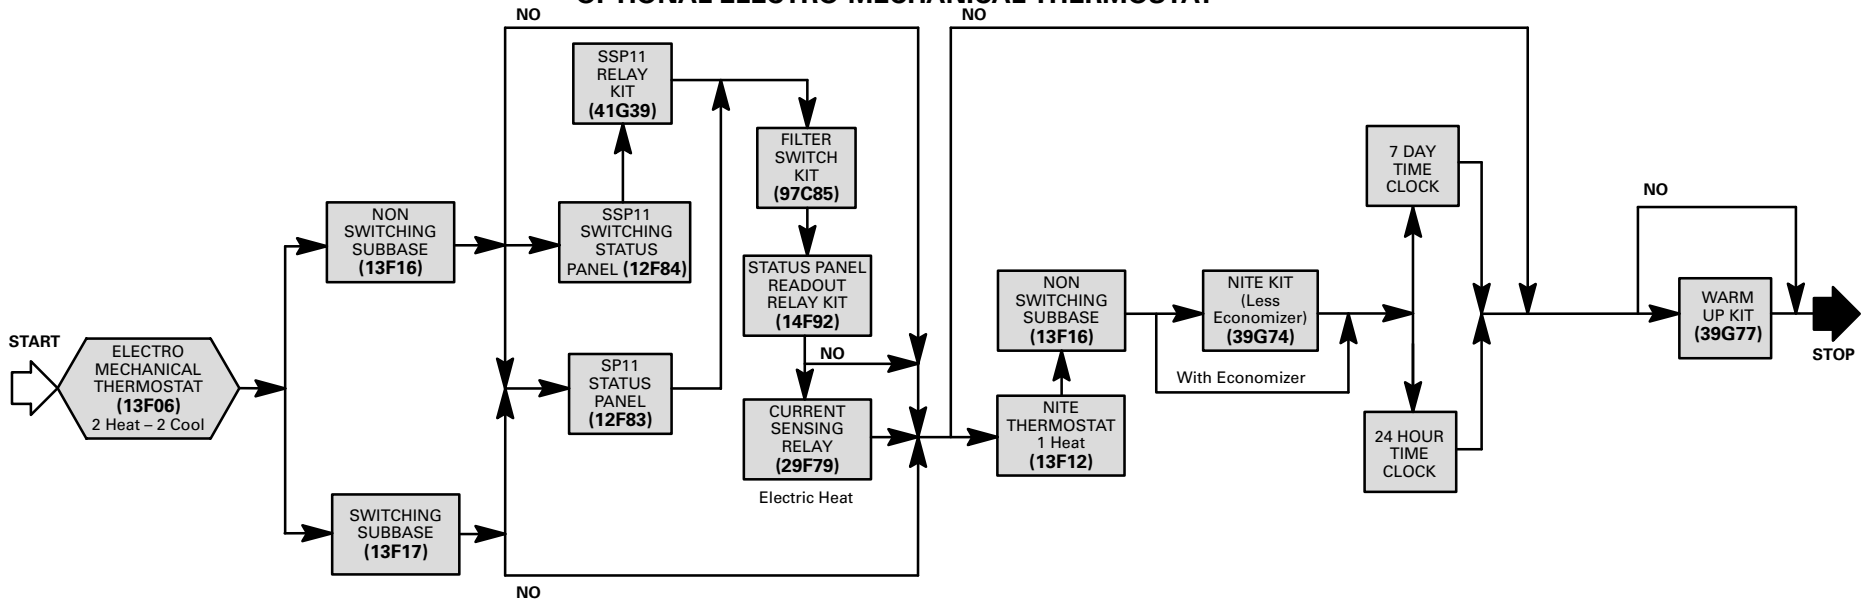 OPTIONAL ELECTRO-MECHANICAL THERMOSTAT
NO
NO
SSP11
RELAY
KIT
(41G39)
FILTER
SWITCH
KIT
(97C85)
7 DAY
TIME
CLOCK
NO
NON
SWITCHING
SUBBASE
(13F16)
SSP11
SWITCHING
STATUS
PANEL (12F84)
STATUS PANEL
READOUT
RELAY KIT
(14F92)
NON
SWITCHING
SUBBASE
(13F16)
NITE KIT
(Less
Economizer)
(39G74)
WARM
UP KIT
(39G77)
START
ELECTRO
MECHANICAL
THERMOSTAT
(13F06)
2 Heat – 2 Cool
NO
STOP
SP11
STATUS
PANEL
(12F83)
With Economizer
CURRENT
SENSING
RELAY
(29F79)
Electric Heat
NITE
THERMOSTAT
1 Heat
(13F12)
24 HOUR
TIME
CLOCK
SWITCHING
SUBBASE
(13F17)
NO